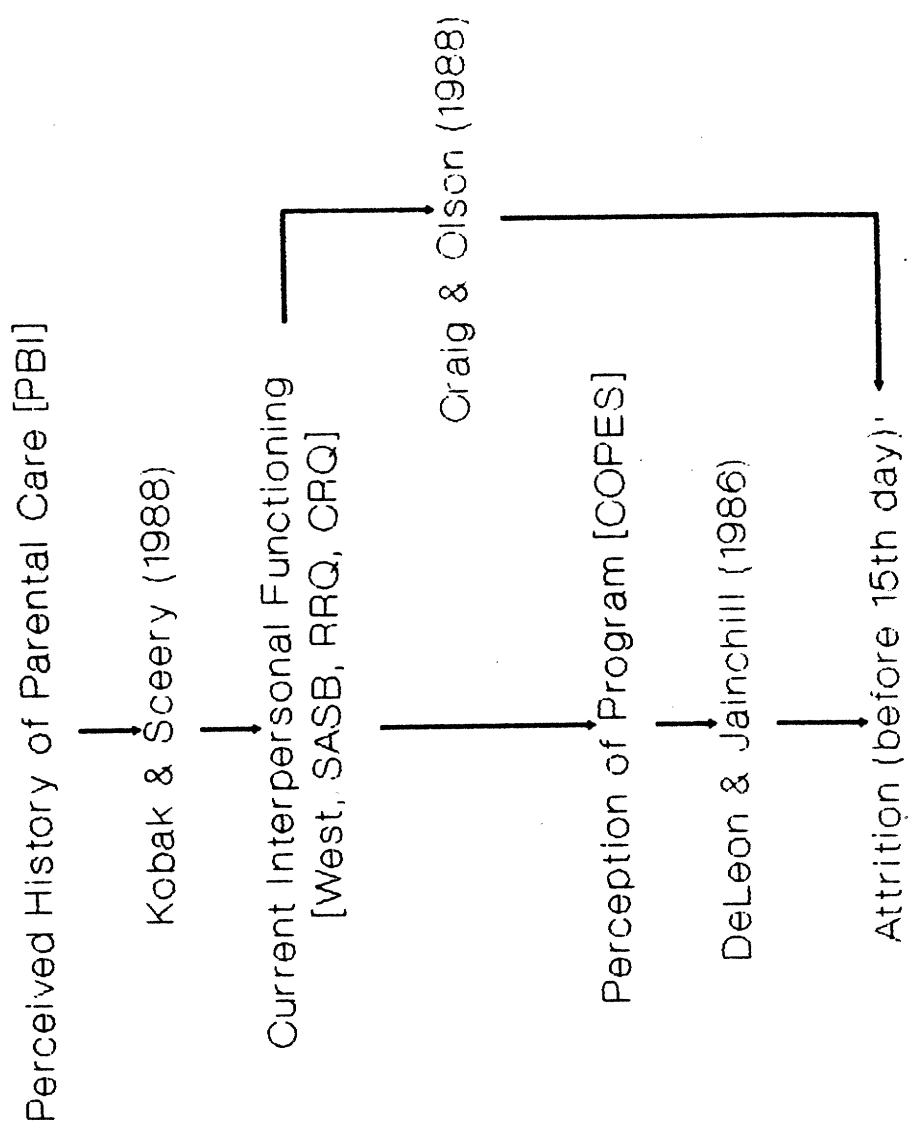 Perceived History of Parental Care [PBI]
Kobak & Sceery (1988)
Current Interpersonal Functioning
[West, SASB, RRQ, CRQ]
Craig & Olson (1988)
Perception of Program [COPES]
DeLeon & Jainchill (1986)
Attrition (before 15th day)'